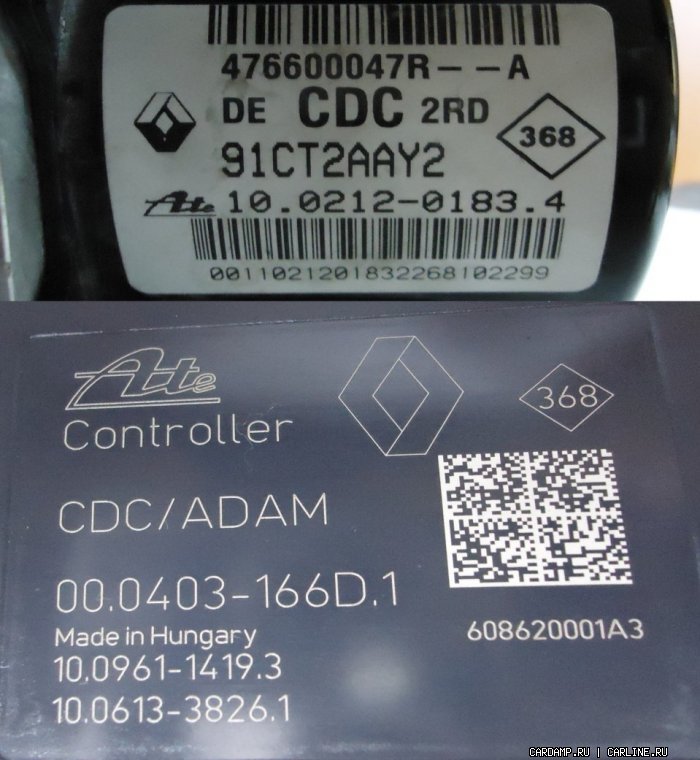 476600047R--A
DE CDC 2RD
368
91CT2AAY2
Ate 10.0212-0183.4
0011021201832268102299
Ate
368
Controller
CDC/ADAM
00.0403-166D.1
Made in Hungary
608620001A3
10.0961-1419.3
10.0613-3826.1
CARDAMP.RU | CARLINE.RU